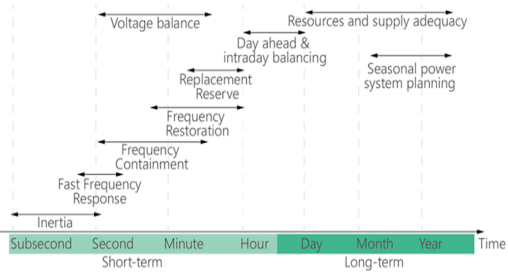 Voltage balance
Resources and supply adequacy
Day ahead &
intraday balancing
Seasonal power
system planning
Replacement
Reserve
Frequency
Restoration
Frequency
Containment
Fast Frequency
Response
Inertia
Subsecond Second Minute Hour Day Month Year Time
Short-term Long-term